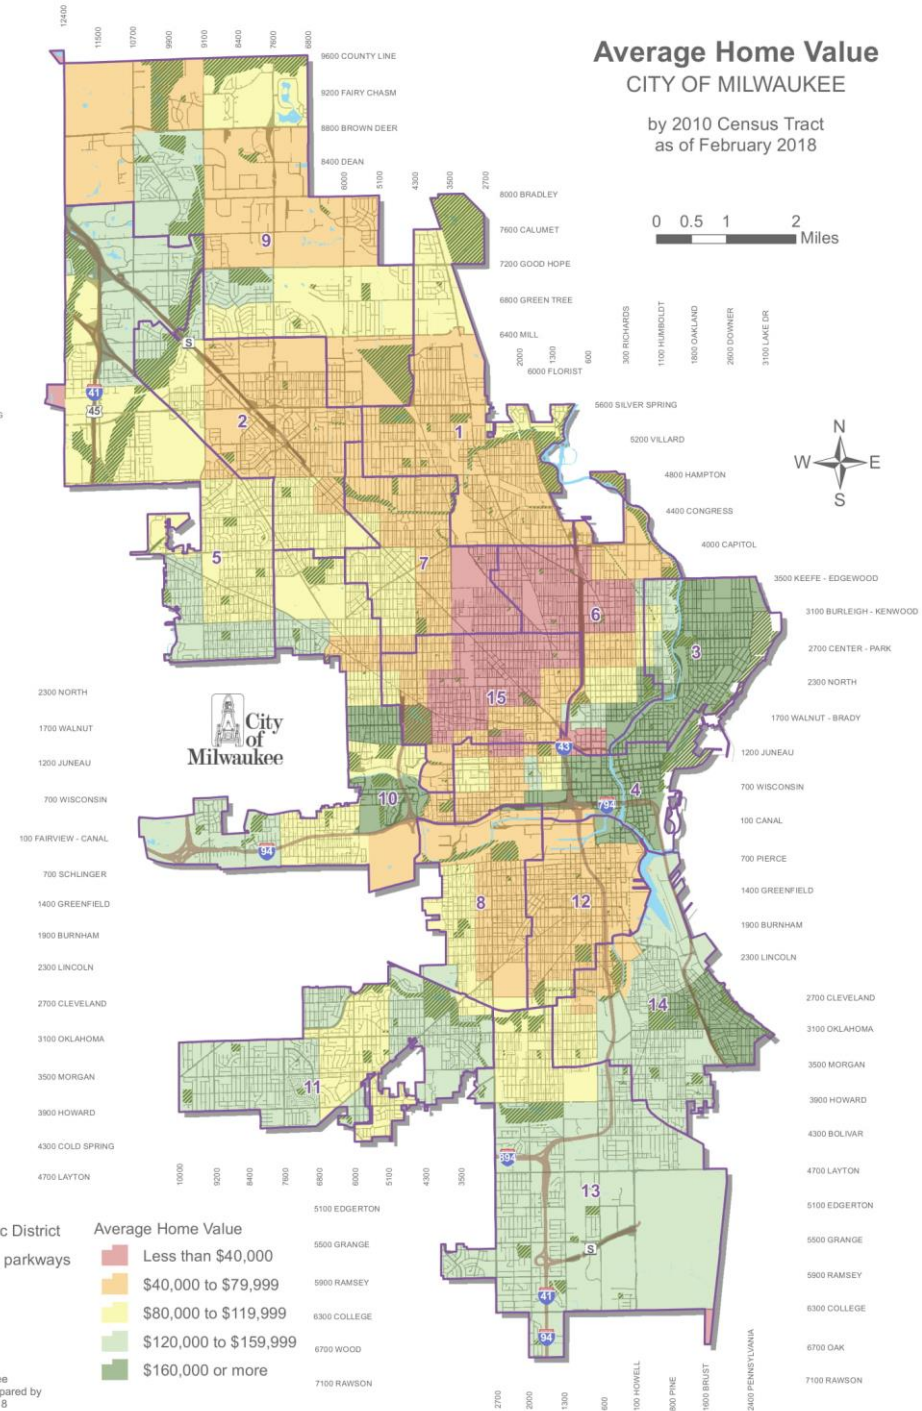 Average Home Value
CITY OF MILWAUKEE
by 2010 Census Tract
as of February 2018
0 0.5 1 2
Miles
12400
11500
10700
9900
9100
8400
7600
6800
9600 COUNTY LINE
9200 FAIRY CHASM
8800 BROWN DEER
8400 DEAN
6000
5100
4300
3500
2700
8000 BRADLEY
7600 CALUMET
7200 GOOD HOPE
6800 GREEN TREE
6400 MILL
2000
1300
600
300 RICHARDS
1100 HUMBOLDT
1800 OAKLAND
2600 DOWNER
3100 LAKE DR
6000 FLORIST
5600 SILVER SPRING
5200 VILLARD
4800 HAMPTON
4400 CONGRESS
4000 CAPITOL
3500 KEEFE - EDGEWOOD
3100 BURLEIGH - KENWOOD
2700 CENTER - PARK
2300 NORTH
1700 WALNUT - BRADY
1200 JUNEAU
700 WISCONSIN
100 CANAL
700 PIERCE
1400 GREENFIELD
1900 BURNHAM
2300 LINCOLN
2700 CLEVELAND
3100 OKLAHOMA
3500 MORGAN
3900 HOWARD
4300 BOLIVAR
4700 LAYTON
5100 EDGERTON
5500 GRANGE
5900 RAMSEY
6300 COLLEGE
6700 OAK
7100 RAWSON
N
W E
S
9
S
41
45
2
1
5
7
6
3
15
43
4
794
10
94
8
12
14
11
894
13
S
41
94
City
of
Milwaukee
2300 NORTH
1700 WALNUT
1200 JUNEAU
700 WISCONSIN
100 FAIRVIEW - CANAL
700 SCHLINGER
1400 GREENFIELD
1900 BURNHAM
2300 LINCOLN
2700 CLEVELAND
3100 OKLAHOMA
3500 MORGAN
3900 HOWARD
4300 COLD SPRING
4700 LAYTON
10000
9200
8400
7600
6800
6000
5100
4300
3500
5100 EDGERTON
5500 GRANGE
5900 RAMSEY
6300 COLLEGE
6700 WOOD
7100 RAWSON
2700
2000
1300
600
100 HOWELL
800 PINE
1600 BRUST
2400 PENNSYLVANIA
c District
parkways
Average Home Value
Less than $40,000
$40,000 to $79,999
$80,000 to $119,999
$120,000 to $159,999
$160,000 or more